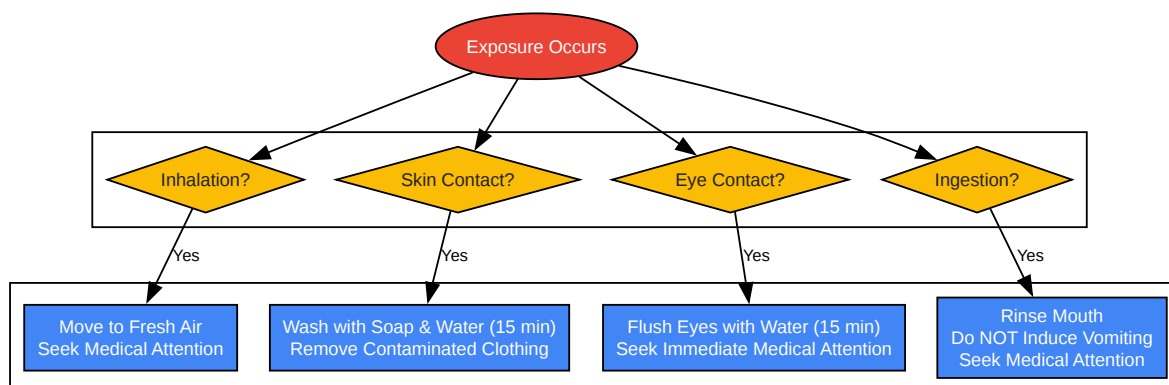 Exposure Occurs
Inhalation?
Skin Contact?
Eye Contact?
Ingestion?
Yes
Yes
Yes
Yes
Move to Fresh Air
Seek Medical Attention
Wash with Soap & Water (15 min)
Remove Contaminated Clothing
Flush Eyes with Water (15 min)
Seek Immediate Medical Attention
Rinse Mouth
Do NOT Induce Vomiting
Seek Medical Attention